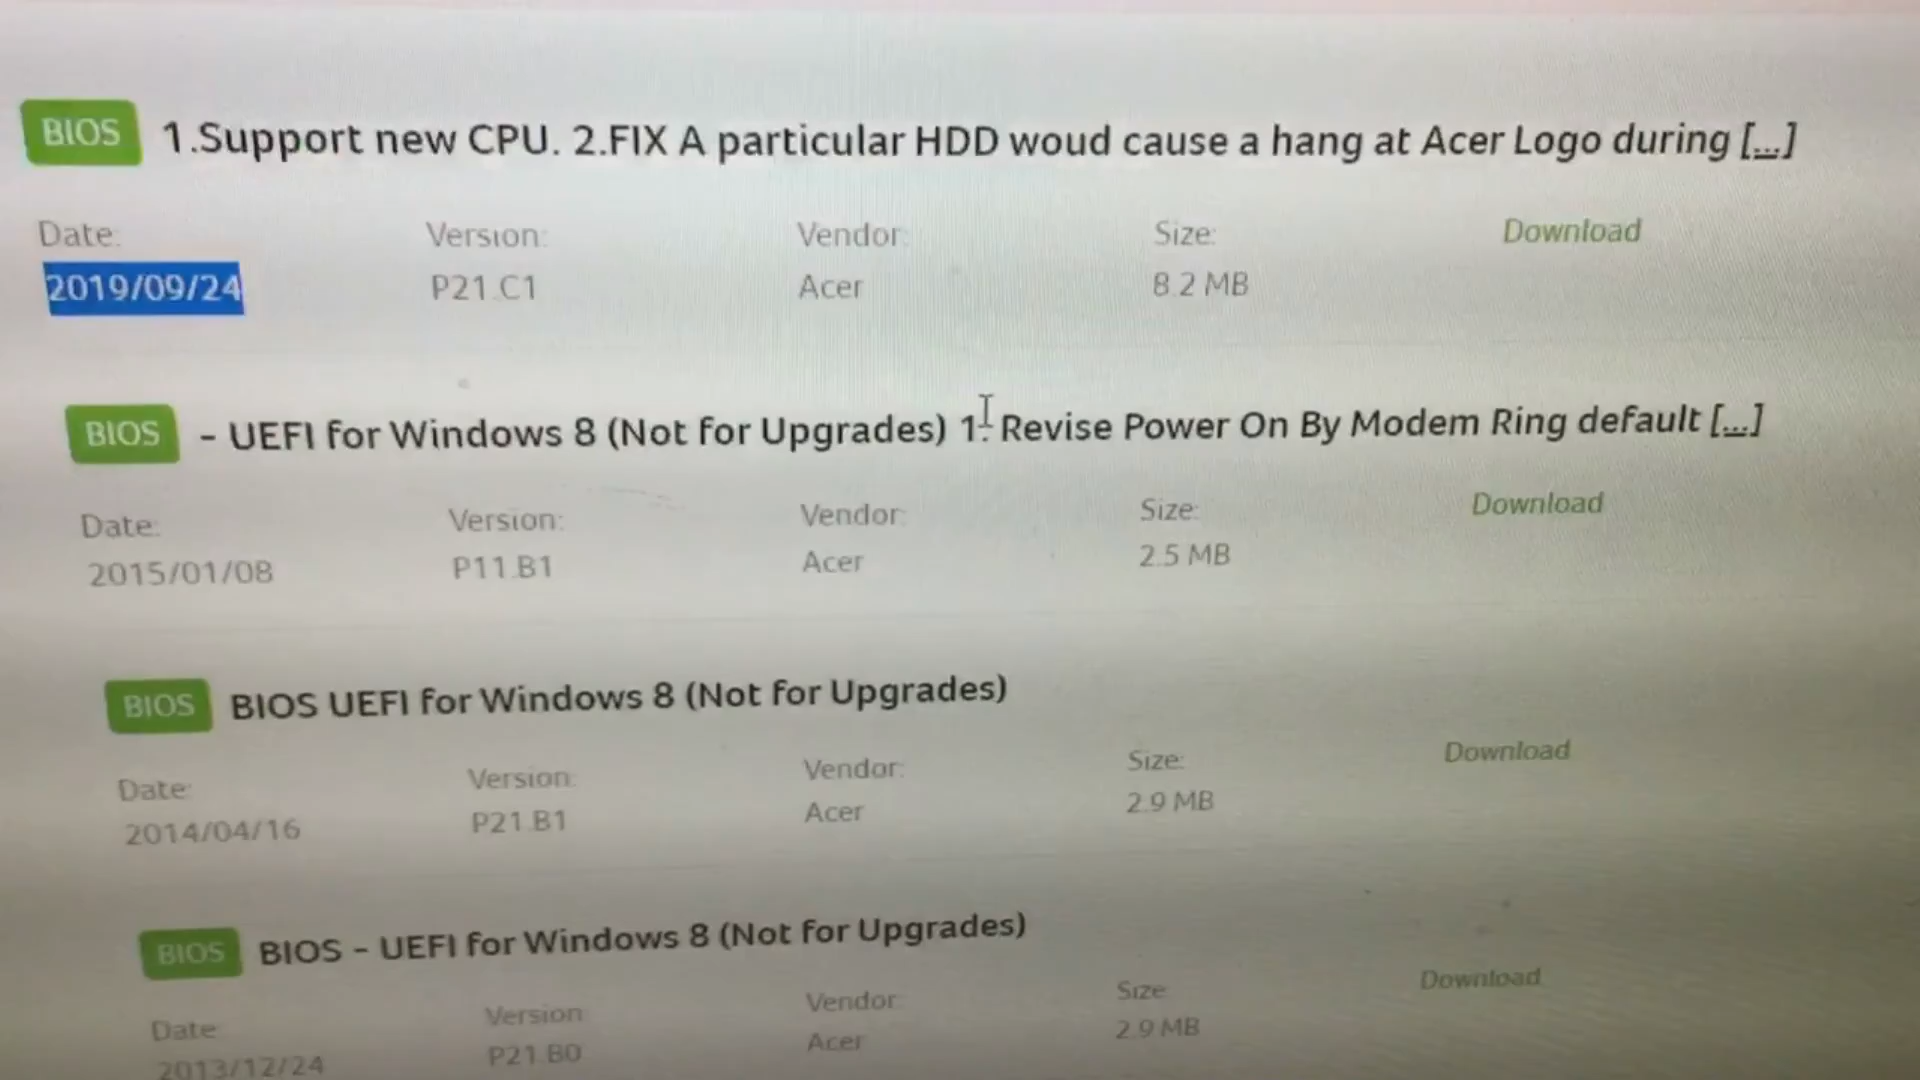 BIOS 1.Support new CPU. 2.FIX A particular HDD woud cause a hang at Acer Logo during [...]
Date: Version: Vendor: Size: Download
2019/09/24 P21.C1 Acer 8.2 MB
BIOS - UEFI for Windows 8 (Not for Upgrades) 1. Revise Power On By Modem Ring default [...]
Date: Version: Vendor: Size: Download
2015/01/08 P11.B1 Acer 2.5 MB
BIOS BIOS UEFI for Windows 8 (Not for Upgrades)
Date: Version: Vendor: Size: Download
2014/04/16 P21.B1 Acer 2.9 MB
BIOS BIOS - UEFI for Windows 8 (Not for Upgrades)
Date Version Vendor: Size Download
2013/12/24 P21.B0 Acer 2.9 MB